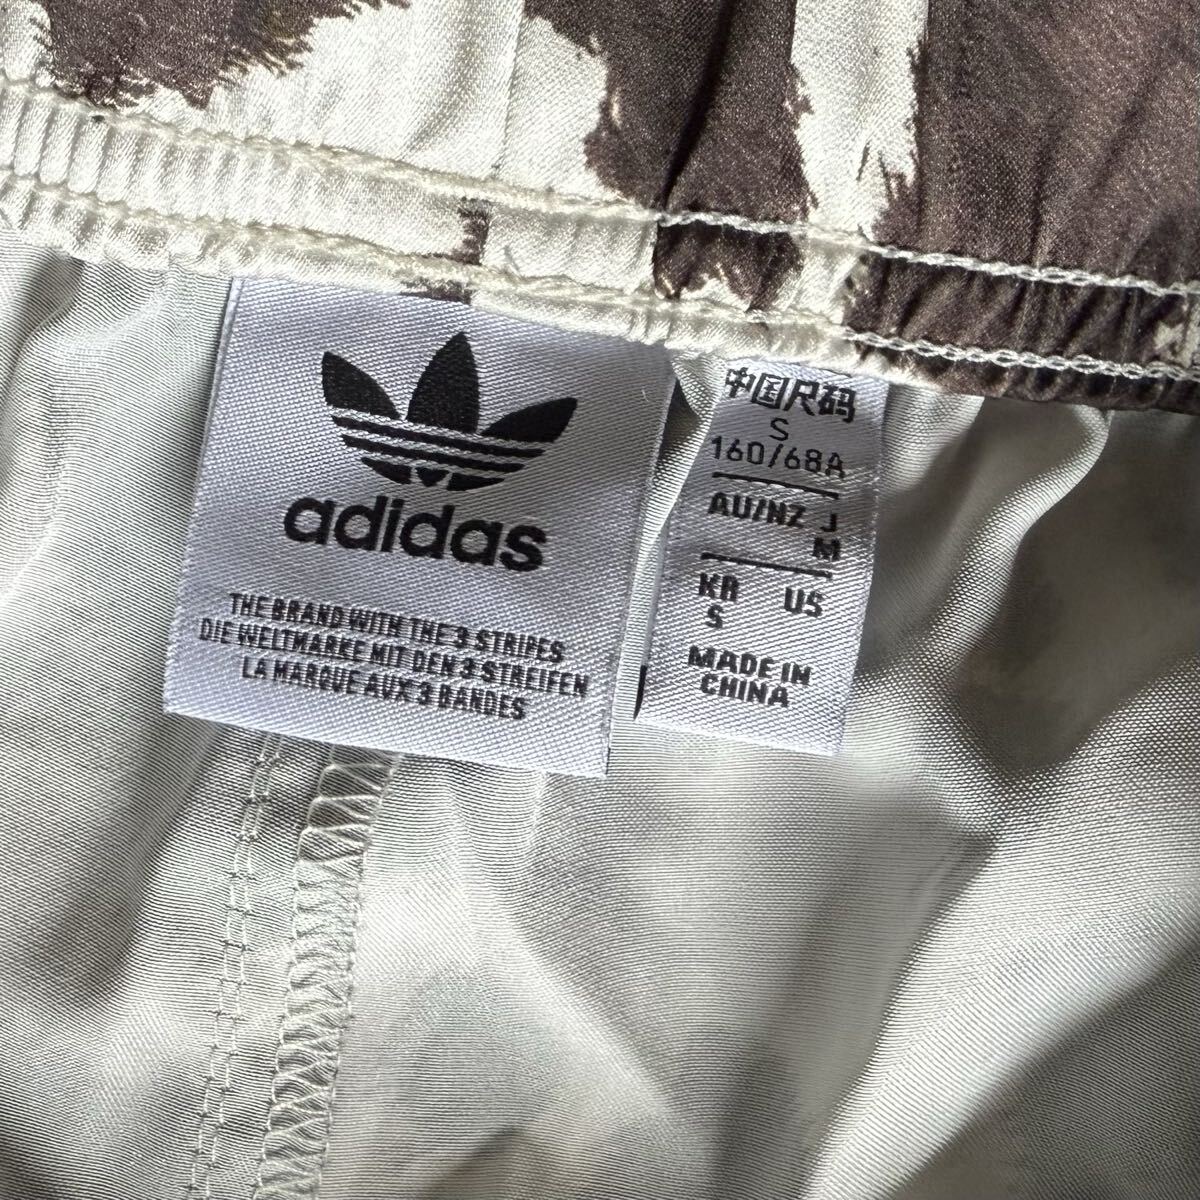 adidas
THE BRAND WITH THE 3 STRIPES
DIE WELTMARKE MIT DEN 3 STREIFEN
LA MARQUE AUX 3 BANDES
中国尺码
S
160/68A
AU/NZ J
M
KR US
S
MADE IN
CHINA